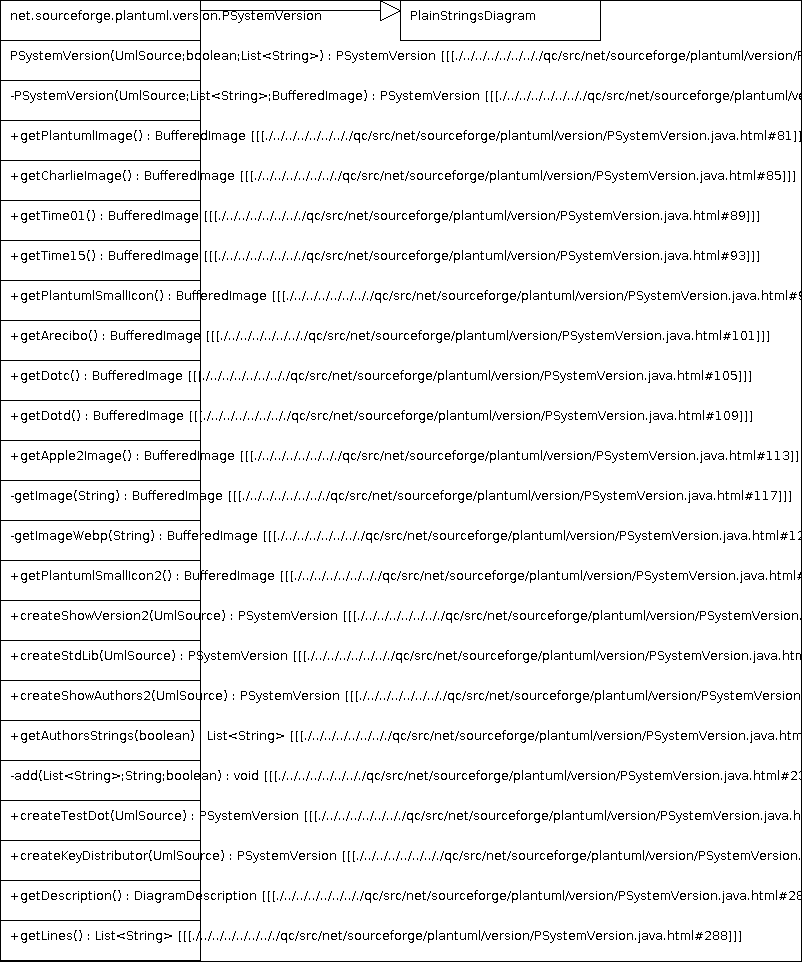 net.sourceforge.plantuml.version.PSystemVersion
PlainStringsDiagram
PSystemVersion(UmlSource;boolean;List<String>) : PSystemVersion [[[./../../../../../../qc/src/net/sourceforge/plantuml/version/
-PSystemVersion(UmlSource;List<String>;BufferedImage) : PSystemVersion [[[./../../../../../../qc/src/net/sourceforge/plantuml/ve
+getPlantumlImage() : BufferedImage [[[./../../../../../../qc/src/net/sourceforge/plantuml/version/PSystemVersion.java.html#81]]]
+getCharlieImage() : BufferedImage [[[./../../../../../../qc/src/net/sourceforge/plantuml/version/PSystemVersion.java.html#85]]]
+getTime01() : BufferedImage [[[./../../../../../../qc/src/net/sourceforge/plantuml/version/PSystemVersion.java.html#89]]]
+getTime15() : BufferedImage [[[./../../../../../../qc/src/net/sourceforge/plantuml/version/PSystemVersion.java.html#93]]]
+getPlantumlSmallIcon() : BufferedImage [[[./../../../../../../qc/src/net/sourceforge/plantuml/version/PSystemVersion.java.html#9
+getArecibo() : BufferedImage [[[./../../../../../../qc/src/net/sourceforge/plantuml/version/PSystemVersion.java.html#101]]]
+getDotc() : BufferedImage [[[./../../../../../../qc/src/net/sourceforge/plantuml/version/PSystemVersion.java.html#105]]]
+getDotd() : BufferedImage [[[./../../../../../../qc/src/net/sourceforge/plantuml/version/PSystemVersion.java.html#109]]]
+getApple2Image() : BufferedImage [[[./../../../../../../qc/src/net/sourceforge/plantuml/version/PSystemVersion.java.html#113]]
-getImage(String) : BufferedImage [[[./../../../../../../qc/src/net/sourceforge/plantuml/version/PSystemVersion.java.html#117]]]
-getImageWebp(String) : BufferedImage [[[./../../../../../../qc/src/net/sourceforge/plantuml/version/PSystemVersion.java.html#12
+getPlantumlSmallIcon2() : BufferedImage [[[./../../../../../../qc/src/net/sourceforge/plantuml/version/PSystemVersion.java.html#
+createShowVersion2(UmlSource) : PSystemVersion [[[./../../../../../../qc/src/net/sourceforge/plantuml/version/PSystemVersion.
+createStdLib(UmlSource) : PSystemVersion [[[./../../../../../../qc/src/net/sourceforge/plantuml/version/PSystemVersion.java.htn
+createShowAuthors2(UmlSource) : PSystemVersion [[[./../../../../../../qc/src/net/sourceforge/plantuml/version/PSystemVersion
+getAuthorsStrings(boolean) : List<String> [[[./../../../../../../qc/src/net/sourceforge/plantuml/version/PSystemVersion.java.htm
-add(List<String>;String;boolean) : void [[[./../../../../../../qc/src/net/sourceforge/plantuml/version/PSystemVersion.java.html#23
+createTestDot(UmlSource) : PSystemVersion [[[./../../../../../../qc/src/net/sourceforge/plantuml/version/PSystemVersion.java.h
+createKeyDistributor(UmlSource) : PSystemVersion [[[./../../../../../../qc/src/net/sourceforge/plantuml/version/PSystemVersion.
+getDescription() : DiagramDescription [[[./../../../../../../qc/src/net/sourceforge/plantuml/version/PSystemVersion.java.html#28
+getLines() : List<String> [[[./../../../../../../qc/src/net/sourceforge/plantuml/version/PSystemVersion.java.html#288]]]